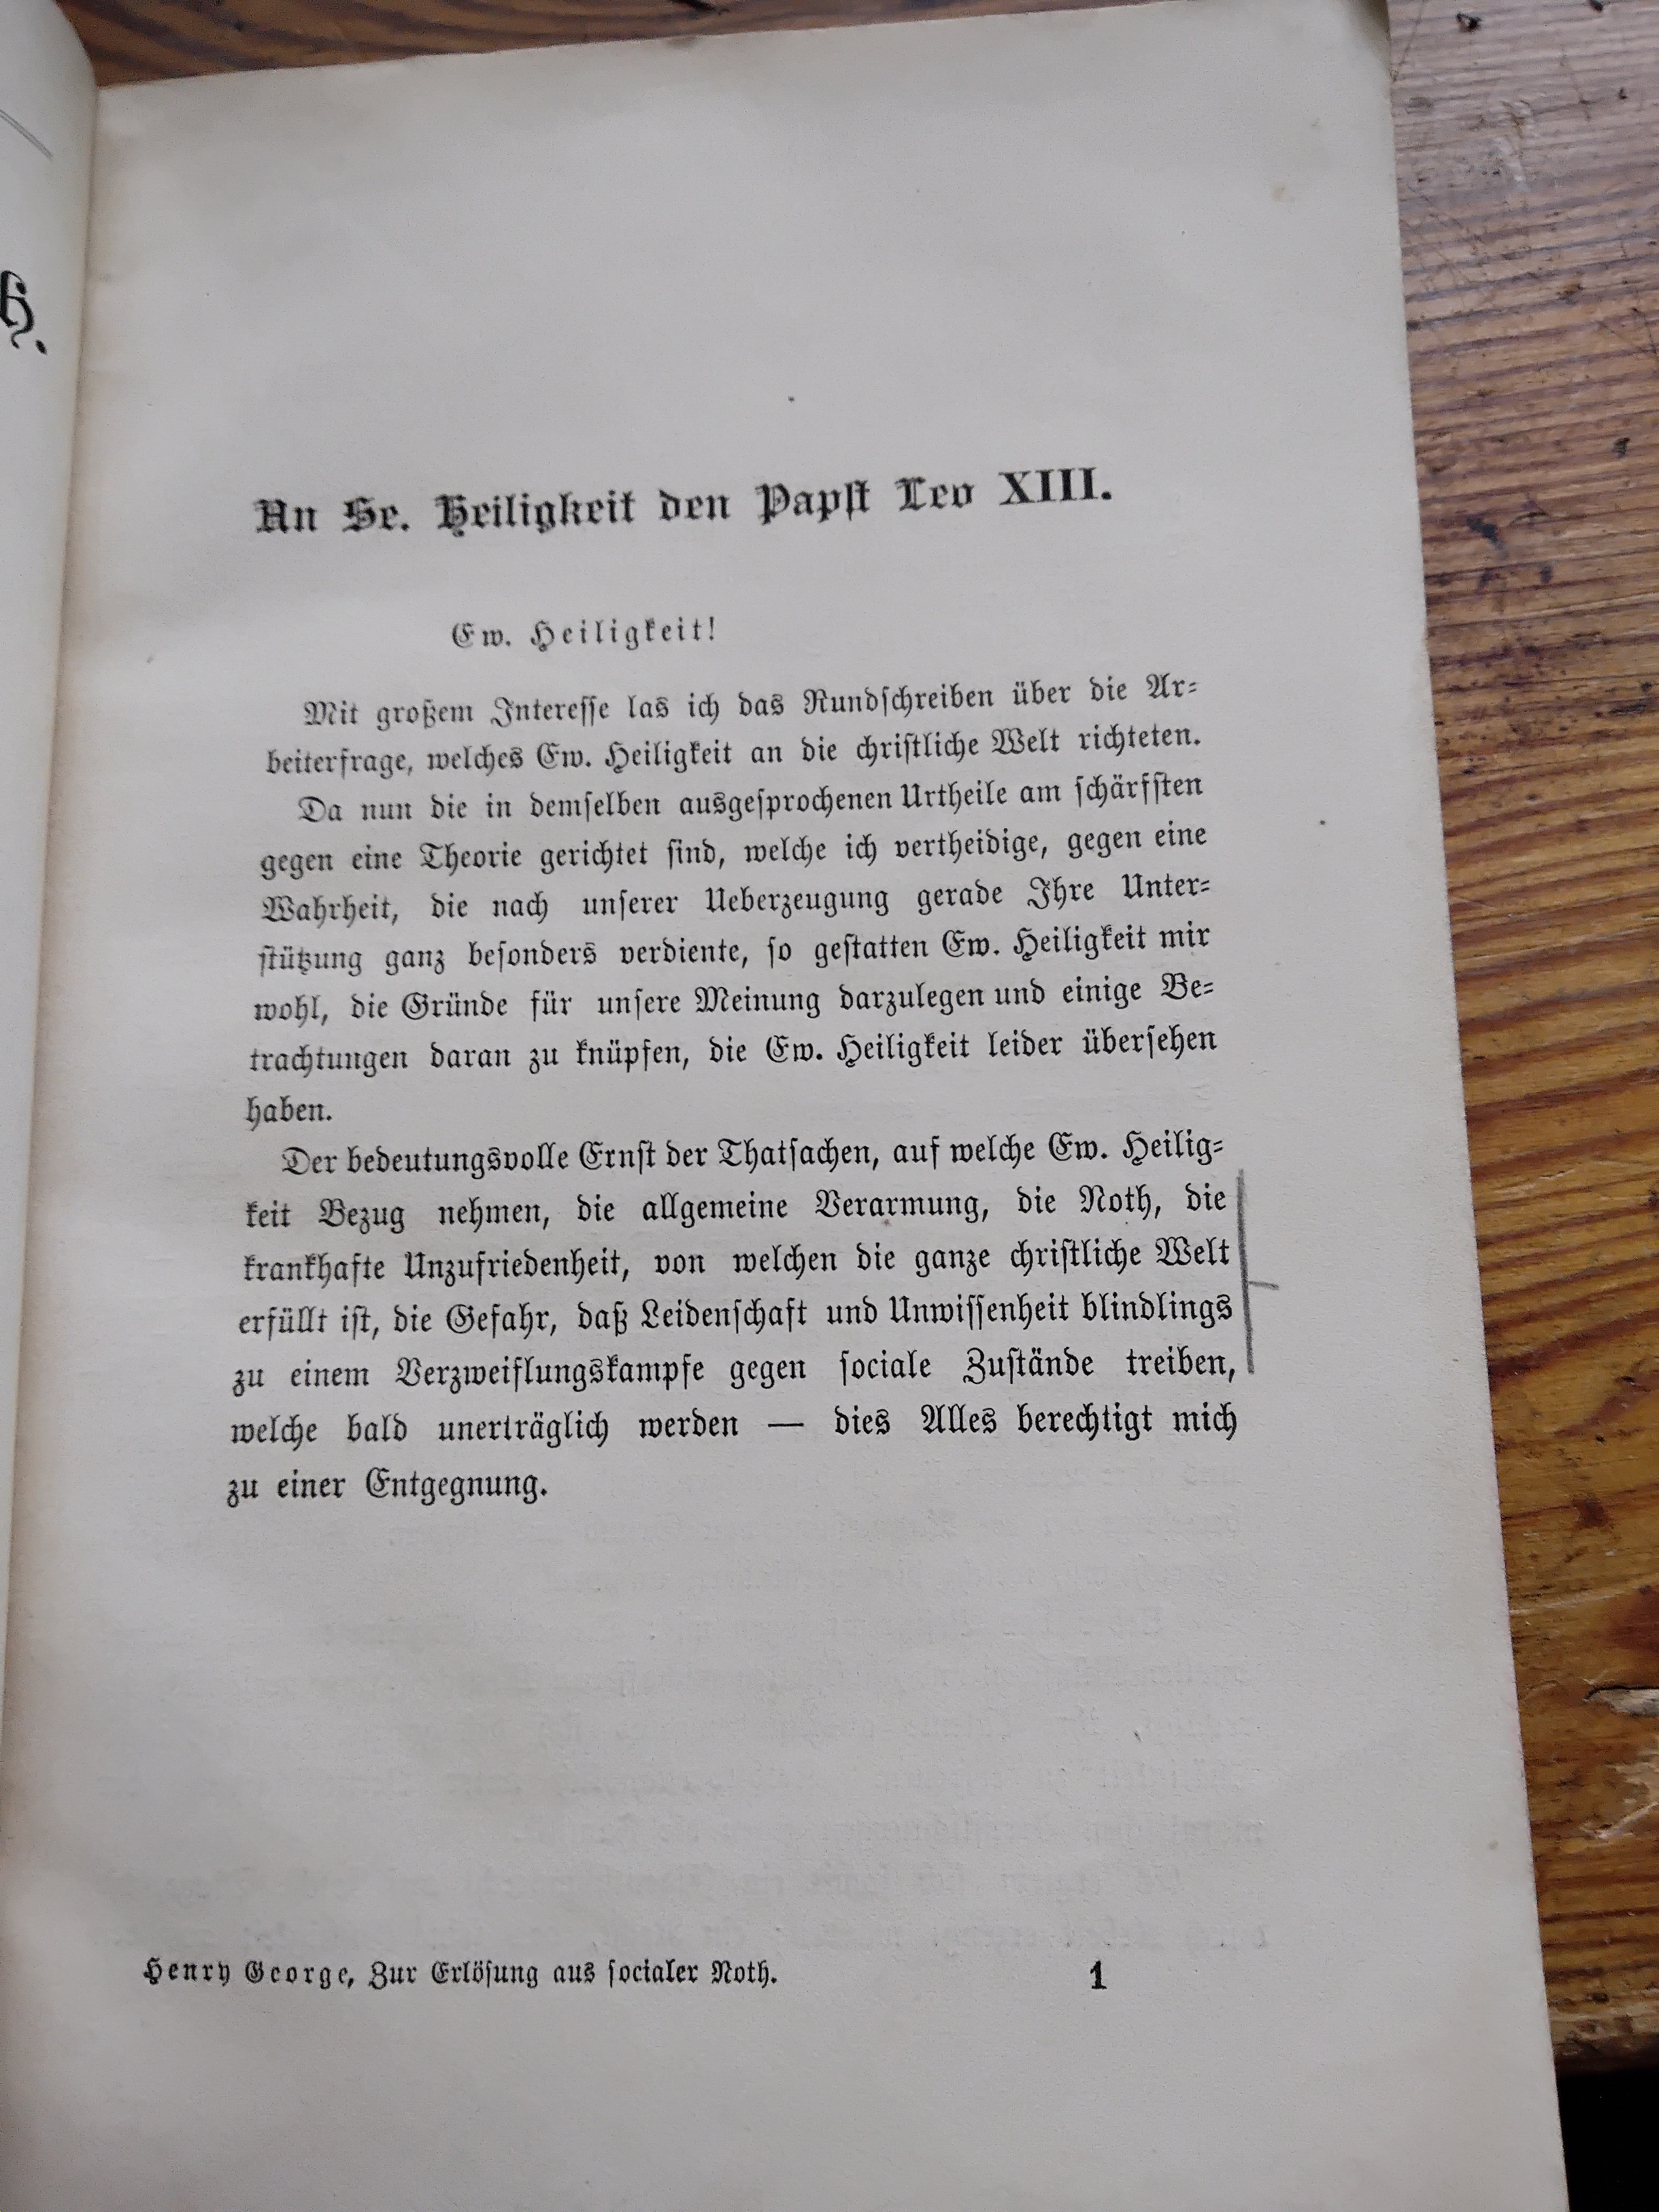 An Se. Heiligkeit den Papst Leo XIII.
Ew. Heiligkeit!
Mit großem Intereſſe las ich das Rundſchreiben über die Ar⸗
beiterfrage, welches Ew. Heiligkeit an die chriſtliche Welt richteten.
Da nun die in demſelben ausgeſprochenen Urtheile am ſchärfſten
gegen eine Theorie gerichtet ſind, welche ich vertheidige, gegen eine
Wahrheit, die nach unſerer Ueberzeugung gerade Ihre Unter⸗
ſtützung ganz beſonders verdiente, ſo geſtatten Ew. Heiligkeit mir
wohl, die Gründe für unſere Meinung darzulegen und einige Be⸗
trachtungen daran zu knüpfen, die Ew. Heiligkeit leider überſehen
haben.
Der bedeutungsvolle Ernſt der Thatſachen, auf welche Ew. Heilig⸗
keit Bezug nehmen, die allgemeine Verarmung, die Noth, die
krankhafte Unzufriedenheit, von welchen die ganze chriſtliche Welt
erfüllt iſt, die Gefahr, daß Leidenſchaft und Unwiſſenheit blindlings
zu einem Verzweiflungskampfe gegen ſociale Zuſtände treiben,
welche bald unerträglich werden — dies Alles berechtigt mich
zu einer Entgegnung.
Henry George, Zur Erlöſung aus ſocialer Noth. 1